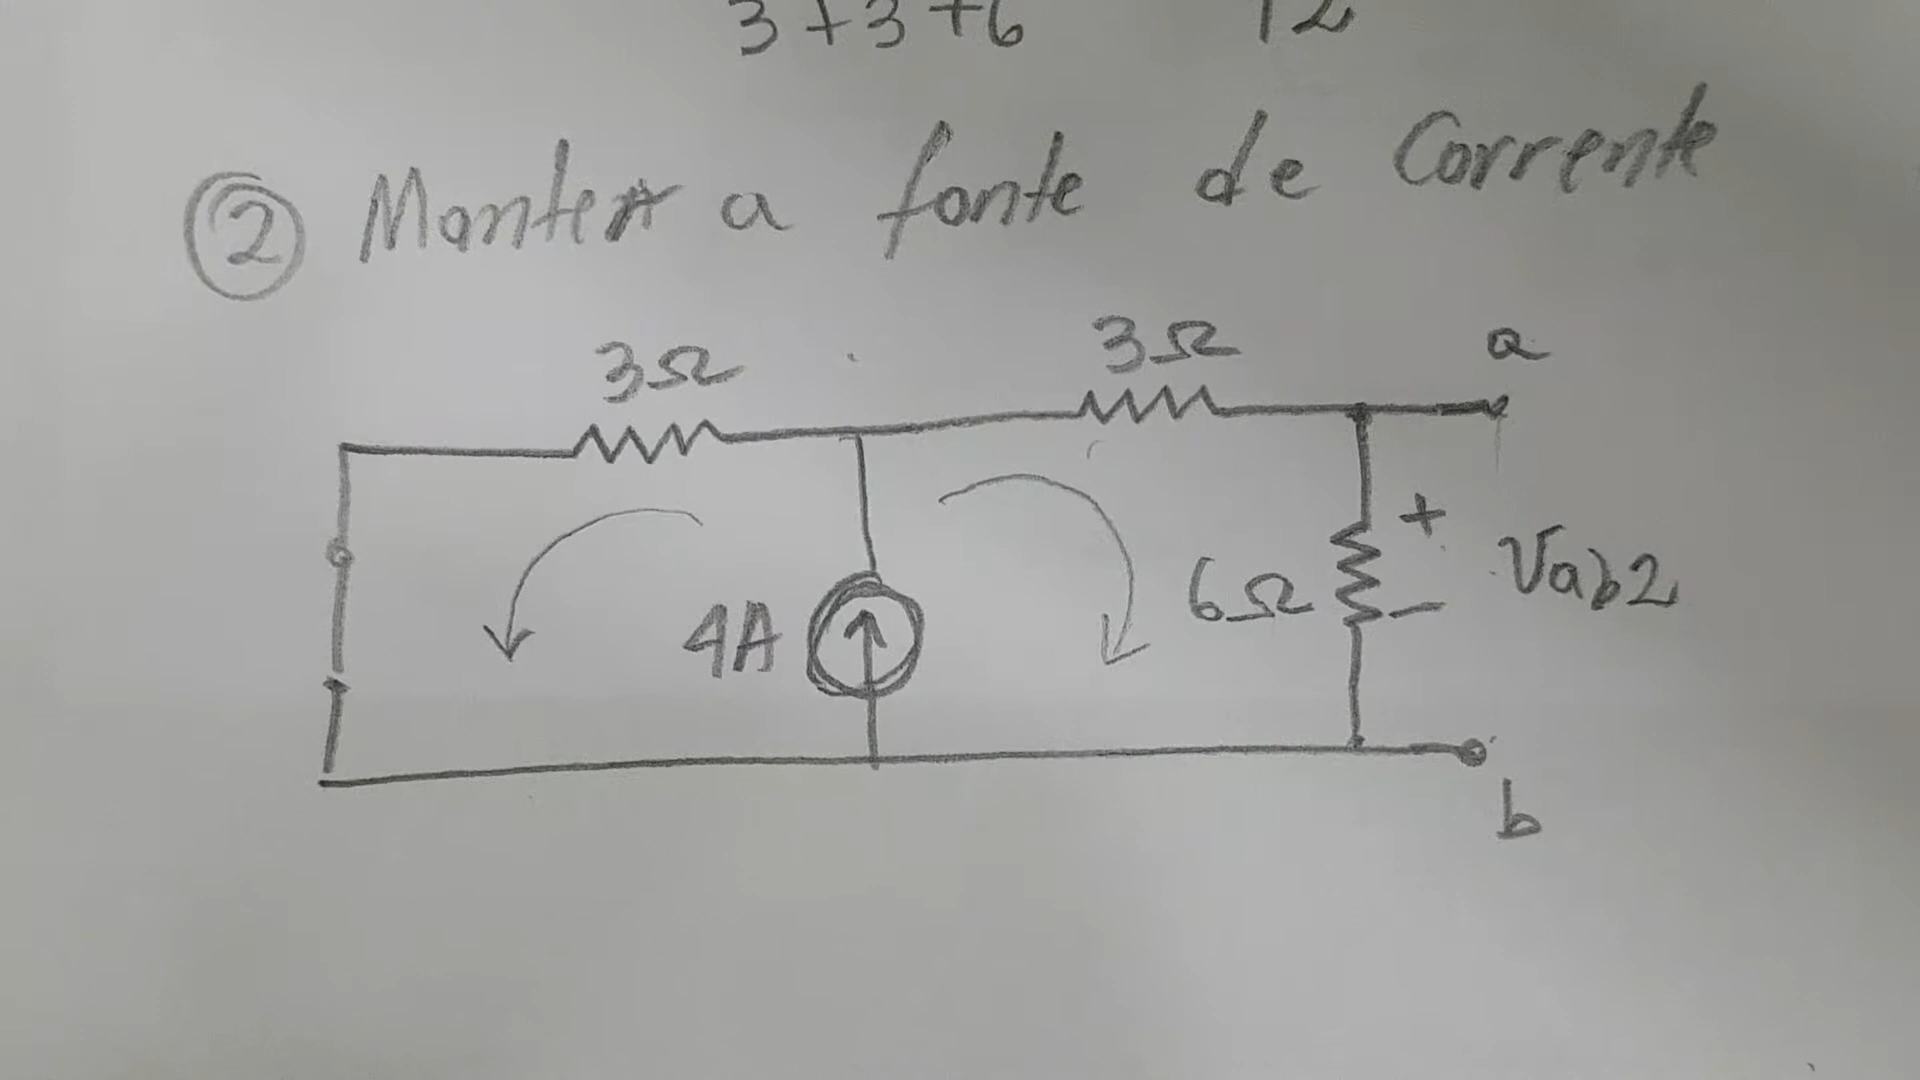 3+3+6 12
② Manter a fonte de Corrente
3Ω 3Ω a
+
4A 6Ω Vab2
-
b